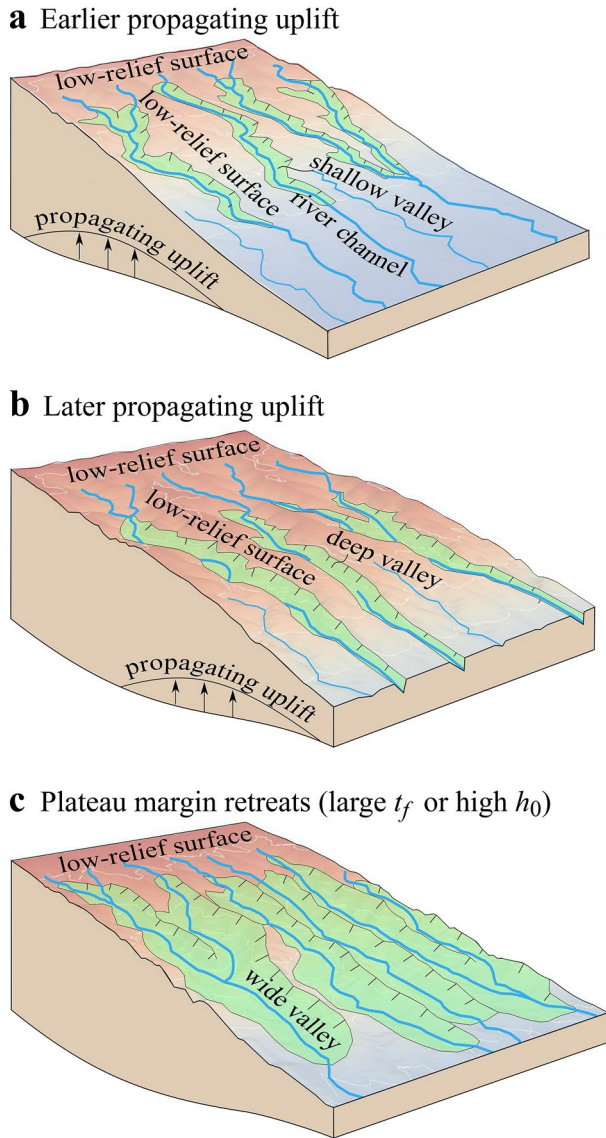 a Earlier propagating uplift
low-relief surface
low-relief surface
shallow valley
river channel
propagating uplift
b Later propagating uplift
low-relief surface
low-relief surface
deep valley
propagating uplift
c Plateau margin retreats (large t_f or high h_0)
low-relief surface
wide valley